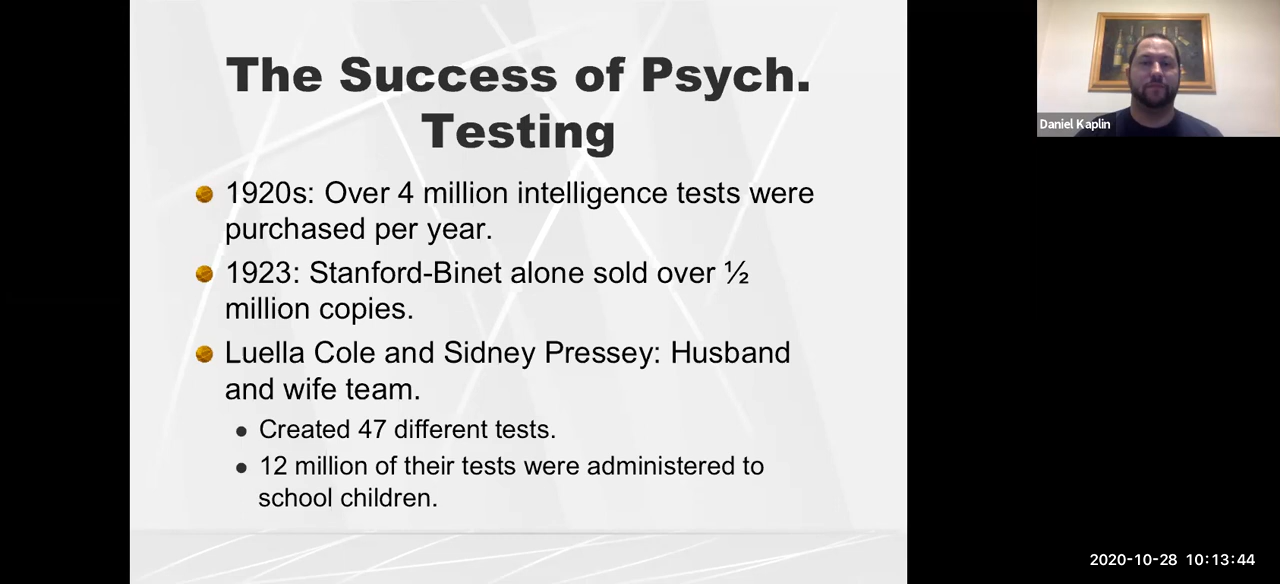 The Success of Psych.
Testing
1920s: Over 4 million intelligence tests were
purchased per year.
1923: Stanford-Binet alone sold over ½
million copies.
Luella Cole and Sidney Pressey: Husband
and wife team.
Created 47 different tests.
12 million of their tests were administered to
school children.
Daniel Kaplin
2020-10-28 10:13:44